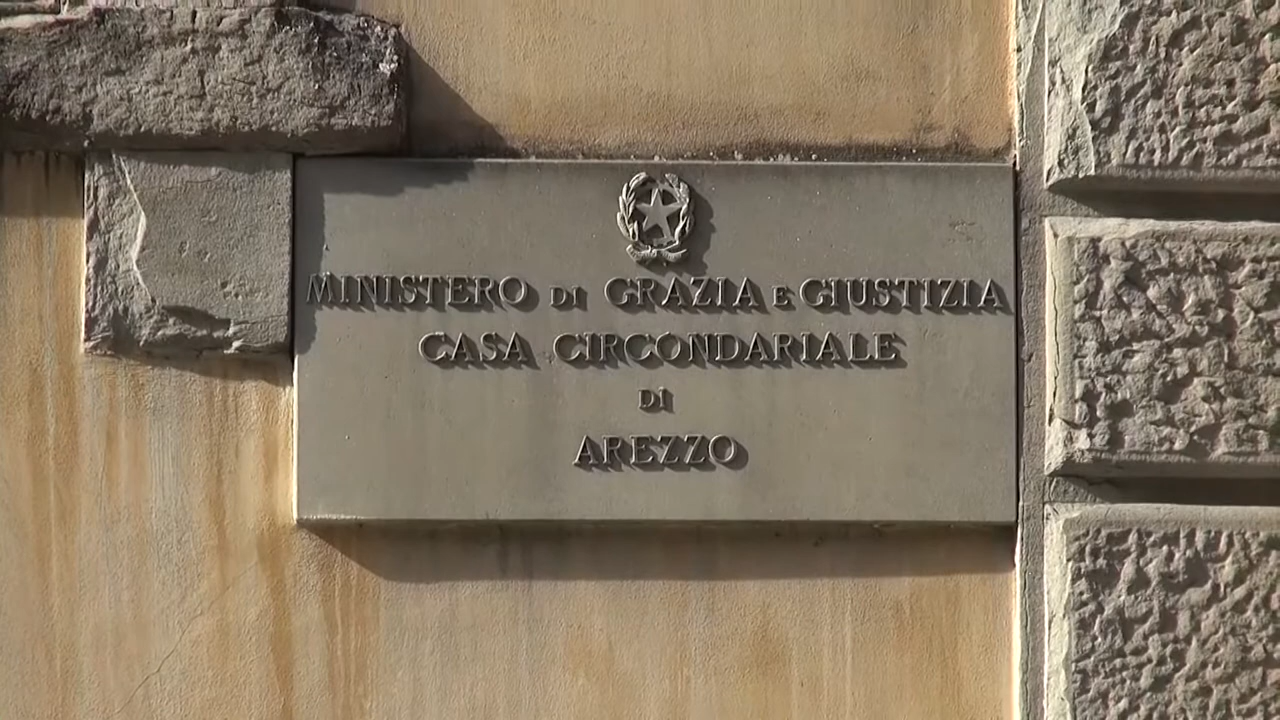 MINISTERO DI GRAZIA E GIUSTIZIA
CASA CIRCONDARIALE
DI
AREZZO